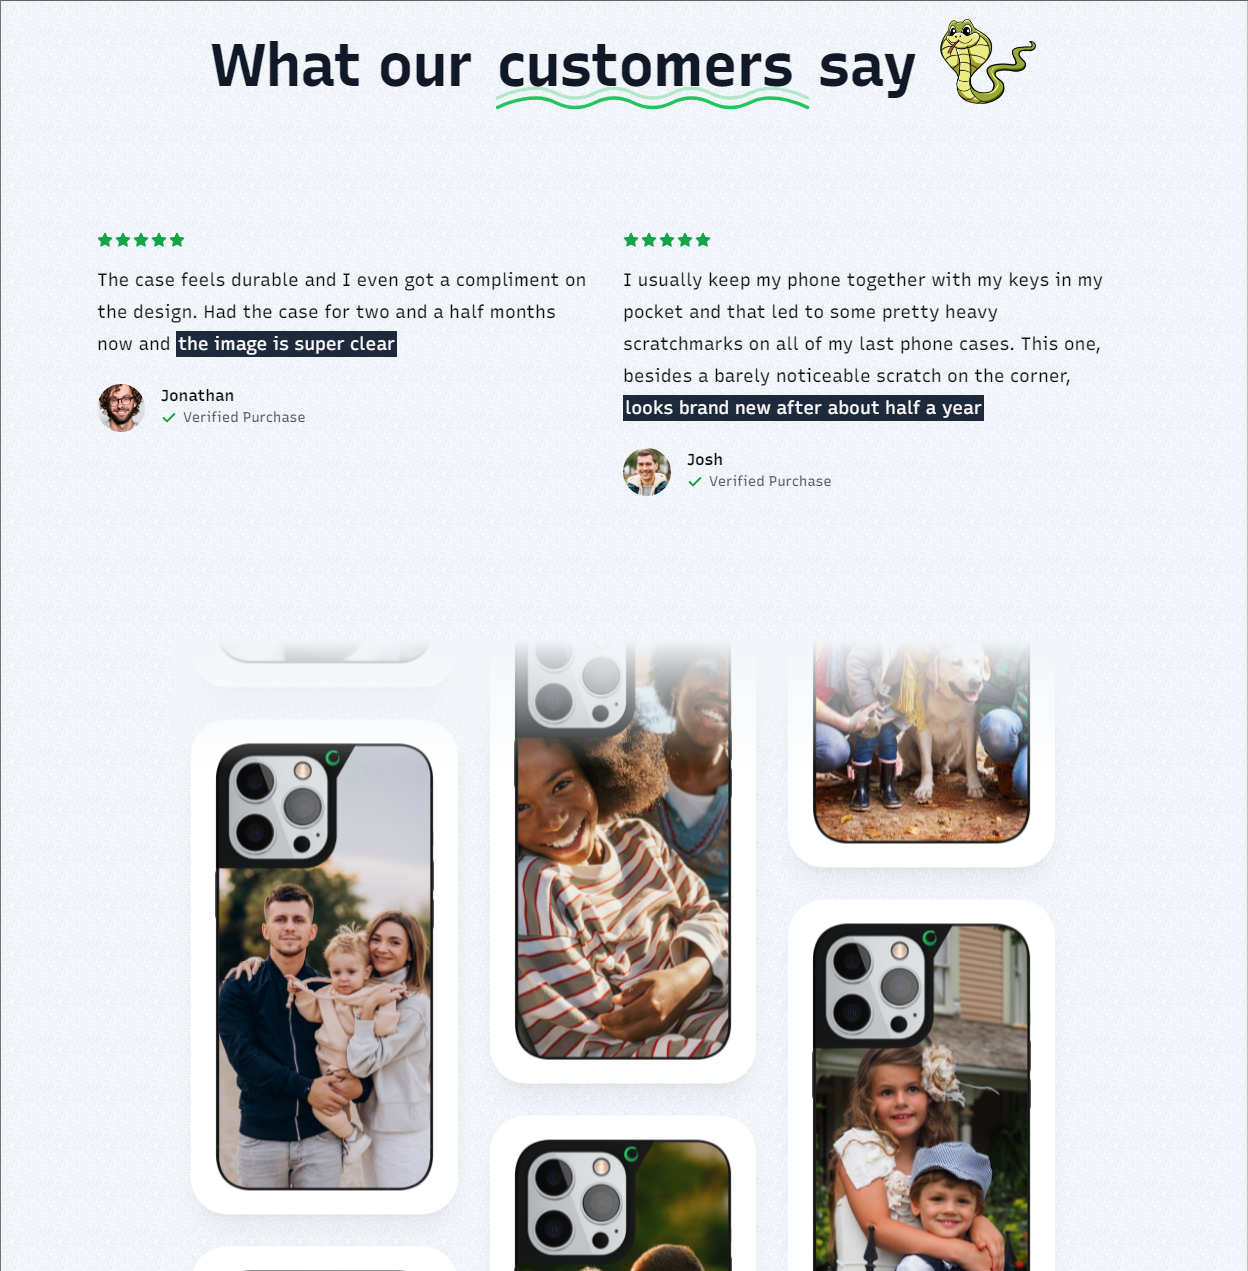 What our customers say
The case feels durable and I even got a compliment on
the design. Had the case for two and a half months
now and the image is super clear
Jonathan
Verified Purchase
I usually keep my phone together with my keys in my
pocket and that led to some pretty heavy
scratchmarks on all of my last phone cases. This one,
besides a barely noticeable scratch on the corner,
looks brand new after about half a year
Josh
Verified Purchase